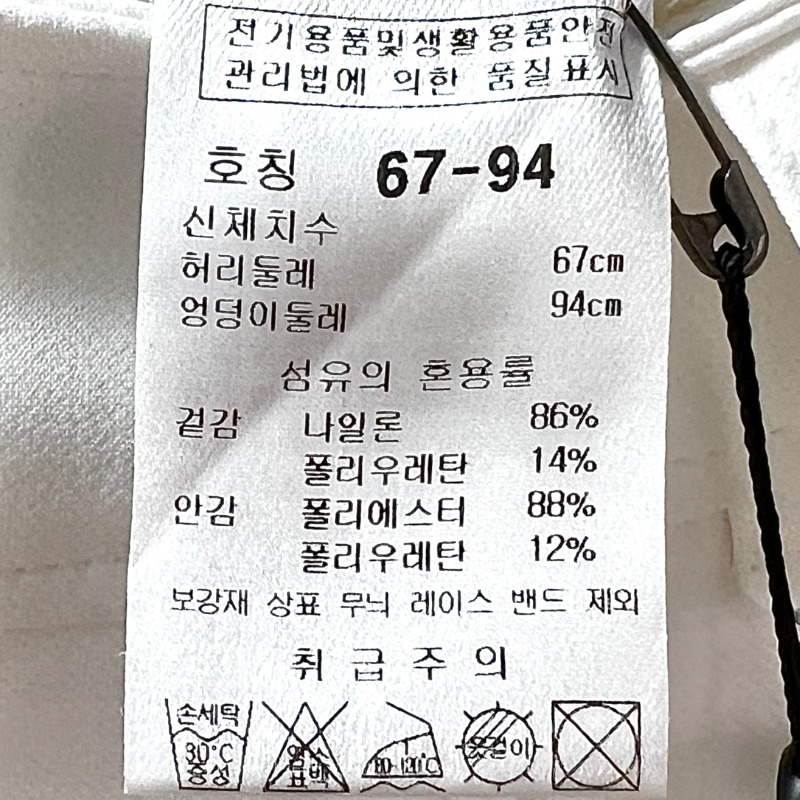 전기용품및생활용품안전
관리법에 의한 품질표시
호칭 67-94
신체치수
허리둘레 67cm
엉덩이둘레 94cm
섬유의 혼용률
겉감 나일론 86%
폴리우레탄 14%
안감 폴리에스터 88%
폴리우레탄 12%
보강재 상표 무늬 레이스 밴드 제외
취급주의
손세탁
30°C
중성
염소
표백
80-120°C
옷걸이